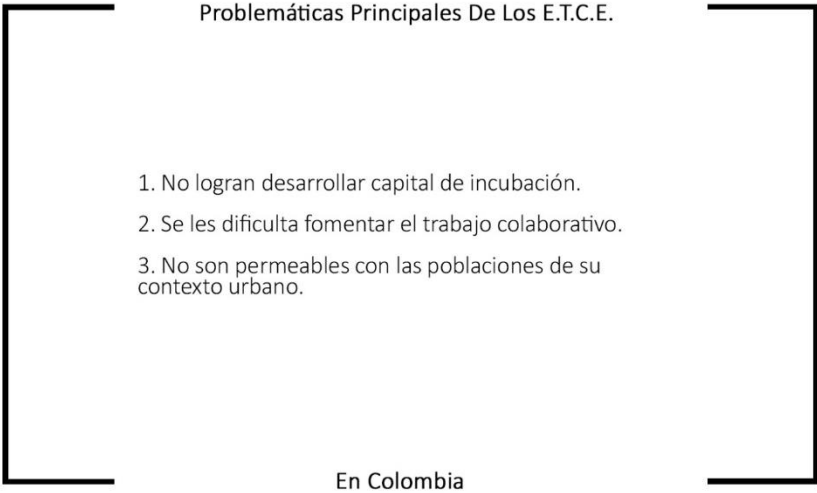 Problemáticas Principales De Los E.T.C.E.
1. No logran desarrollar capital de incubación.
2. Se les dificulta fomentar el trabajo colaborativo.
3. No son permeables con las poblaciones de su
contexto urbano.
En Colombia